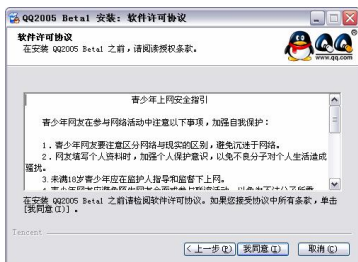 QQ2005 Beta1 安装: 软件许可协议
软件许可协议
在安装 QQ2005 Beta1 之前,请阅读授权条款。
QQ
www.qq.com
青少年上网安全指引
青少年网友在参与网络活动中注意以下事项,加强自我保护:
1. 青少年网友要注意区分网络与现实的区别,避免沉迷于网络。
2. 网友填写个人资料时,加强个人保护意识,以免不良分子对个人生活造成
骚扰。
3. 未满18岁青少年应在监护人指导和监督下上网。
在安装 QQ2005 Beta1 之前请检阅软件许可协议。如果您接受协议中所有条款,单击
[我同意(I)] 。
Tencent
< 上一步(P)
我同意(I)
取消(C)